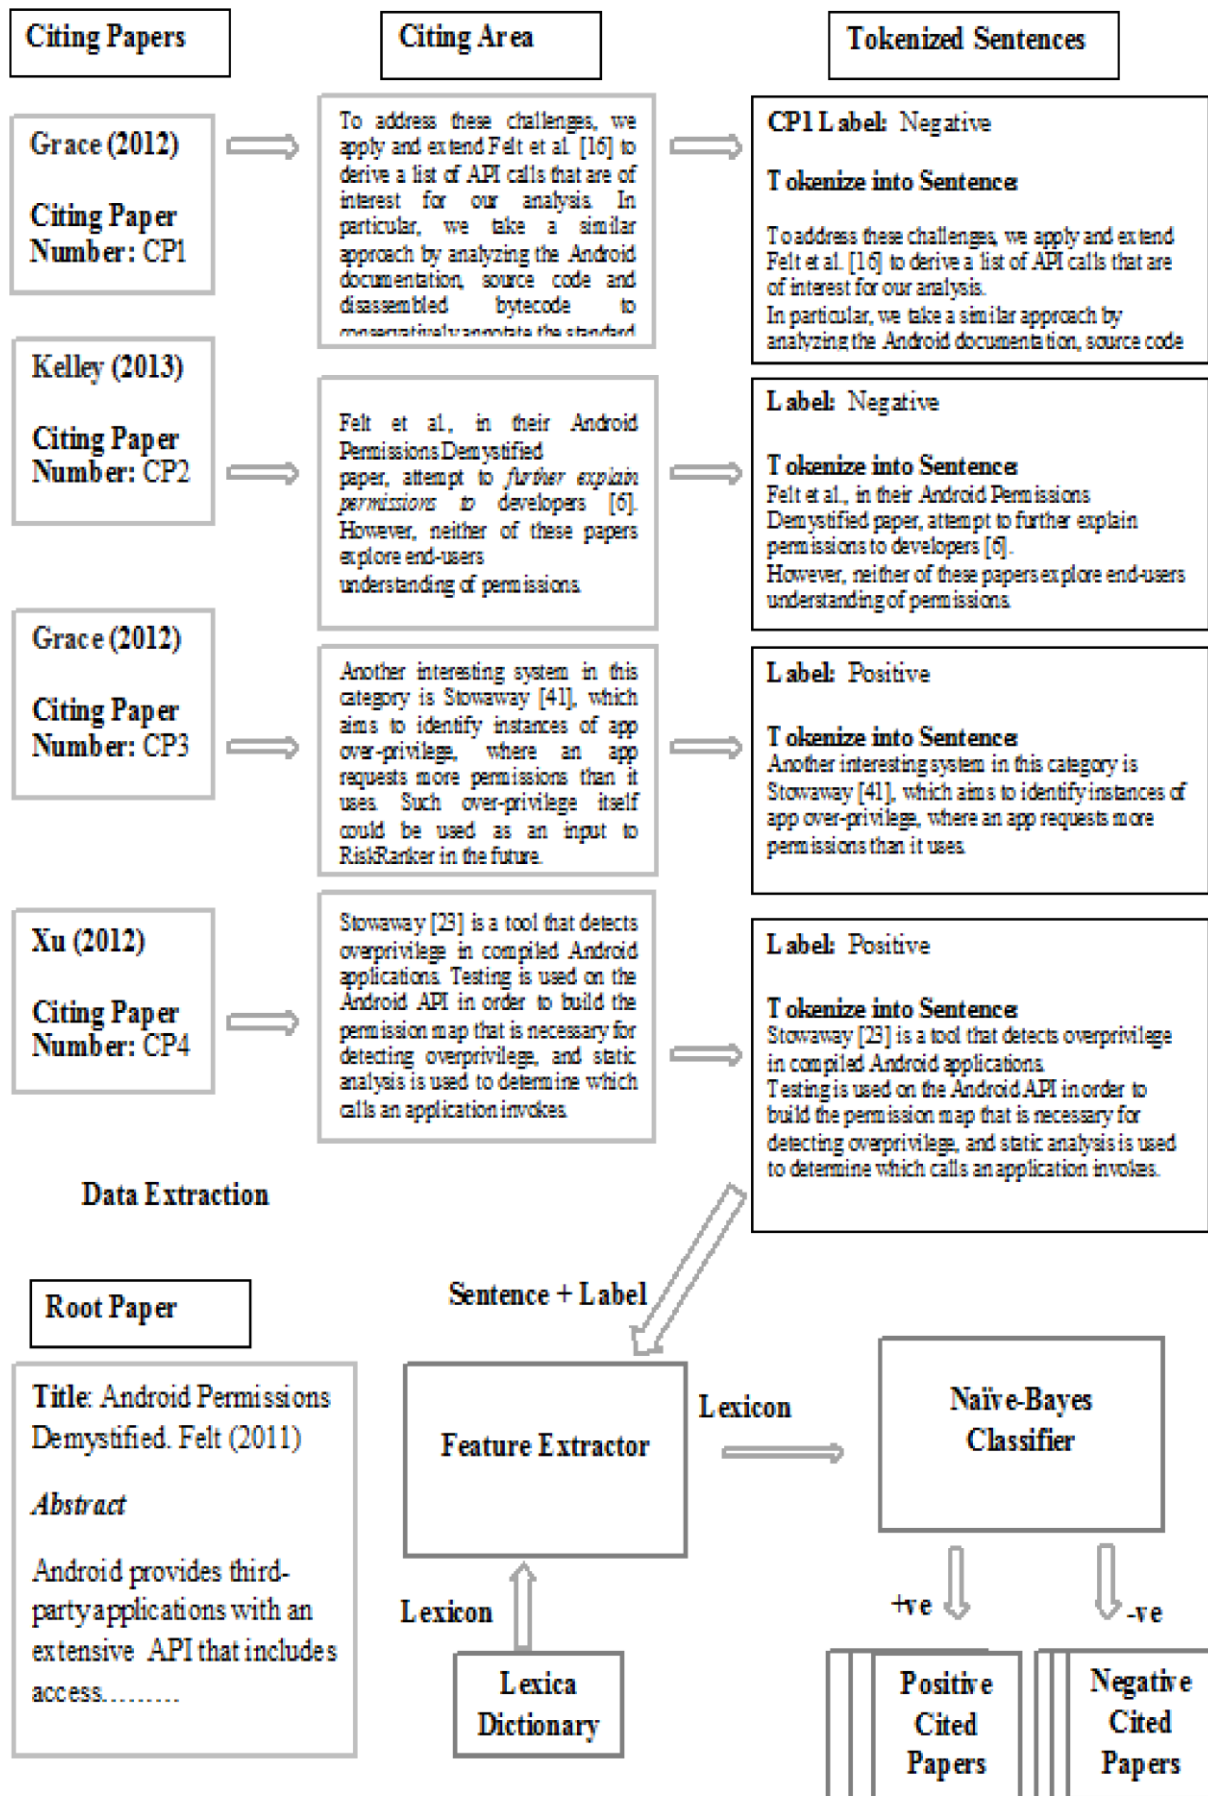 Citing Papers
Citing Area
Tokenized Sentences
Grace (2012)
Citing Paper
Number: CP1
To address these challenges, we
apply and extend Felt et al. [16] to
derive a list of API calls that are of
interest for our analysis. In
particular, we take a similar
approach by analyzing the Android
documentation, source code and
disassembled bytecode to
conservatively annotate the standard
CP1 Label: Negative
Tokenize into Sentences
To address these challenges, we apply and extend
Felt et al. [16] to derive a list of API calls that are
of interest for our analysis.
In particular, we take a similar approach by
analyzing the Android documentation, source code
Kelley (2013)
Citing Paper
Number: CP2
Felt et al., in their Android
Permissions Demystified
paper, attempt to further explain
permissions to developers [6].
However, neither of these papers
explore end-users
understanding of permissions.
Label: Negative
Tokenize into Sentences
Felt et al., in their Android Permissions
Demystified paper, attempt to further explain
permissions to developers [6].
However, neither of these papers explore end-users
understanding of permissions.
Grace (2012)
Citing Paper
Number: CP3
Another interesting system in this
category is Stowaway [41], which
aims to identify instances of app
over-privilege, where an app
requests more permissions than it
uses. Such over-privilege itself
could be used as an input to
RiskRanker in the future.
Label: Positive
Tokenize into Sentences
Another interesting system in this category is
Stowaway [41], which aims to identify instances of
app over-privilege, where an app requests more
permissions than it uses.
Xu (2012)
Citing Paper
Number: CP4
Stowaway [23] is a tool that detects
overprivilege in compiled Android
applications. Testing is used on the
Android API in order to build the
permission map that is necessary for
detecting overprivilege, and static
analysis is used to determine which
calls an application invokes.
Label: Positive
Tokenize into Sentences
Stowaway [23] is a tool that detects overprivilege
in compiled Android applications.
Testing is used on the Android API in order to
build the permission map that is necessary for
detecting overprivilege, and static analysis is used
to determine which calls an application invokes.
Data Extraction
Sentence + Label
Root Paper
Title: Android Permissions
Demystified. Felt (2011)
Abstract
Android provides third-
party applications with an
extensive API that includes
access.........
Feature Extractor
Lexicon
Naïve-Bayes
Classifier
Lexicon
Lexica
Dictionary
+ve
-ve
Positive
Cited
Papers
Negative
Cited
Papers